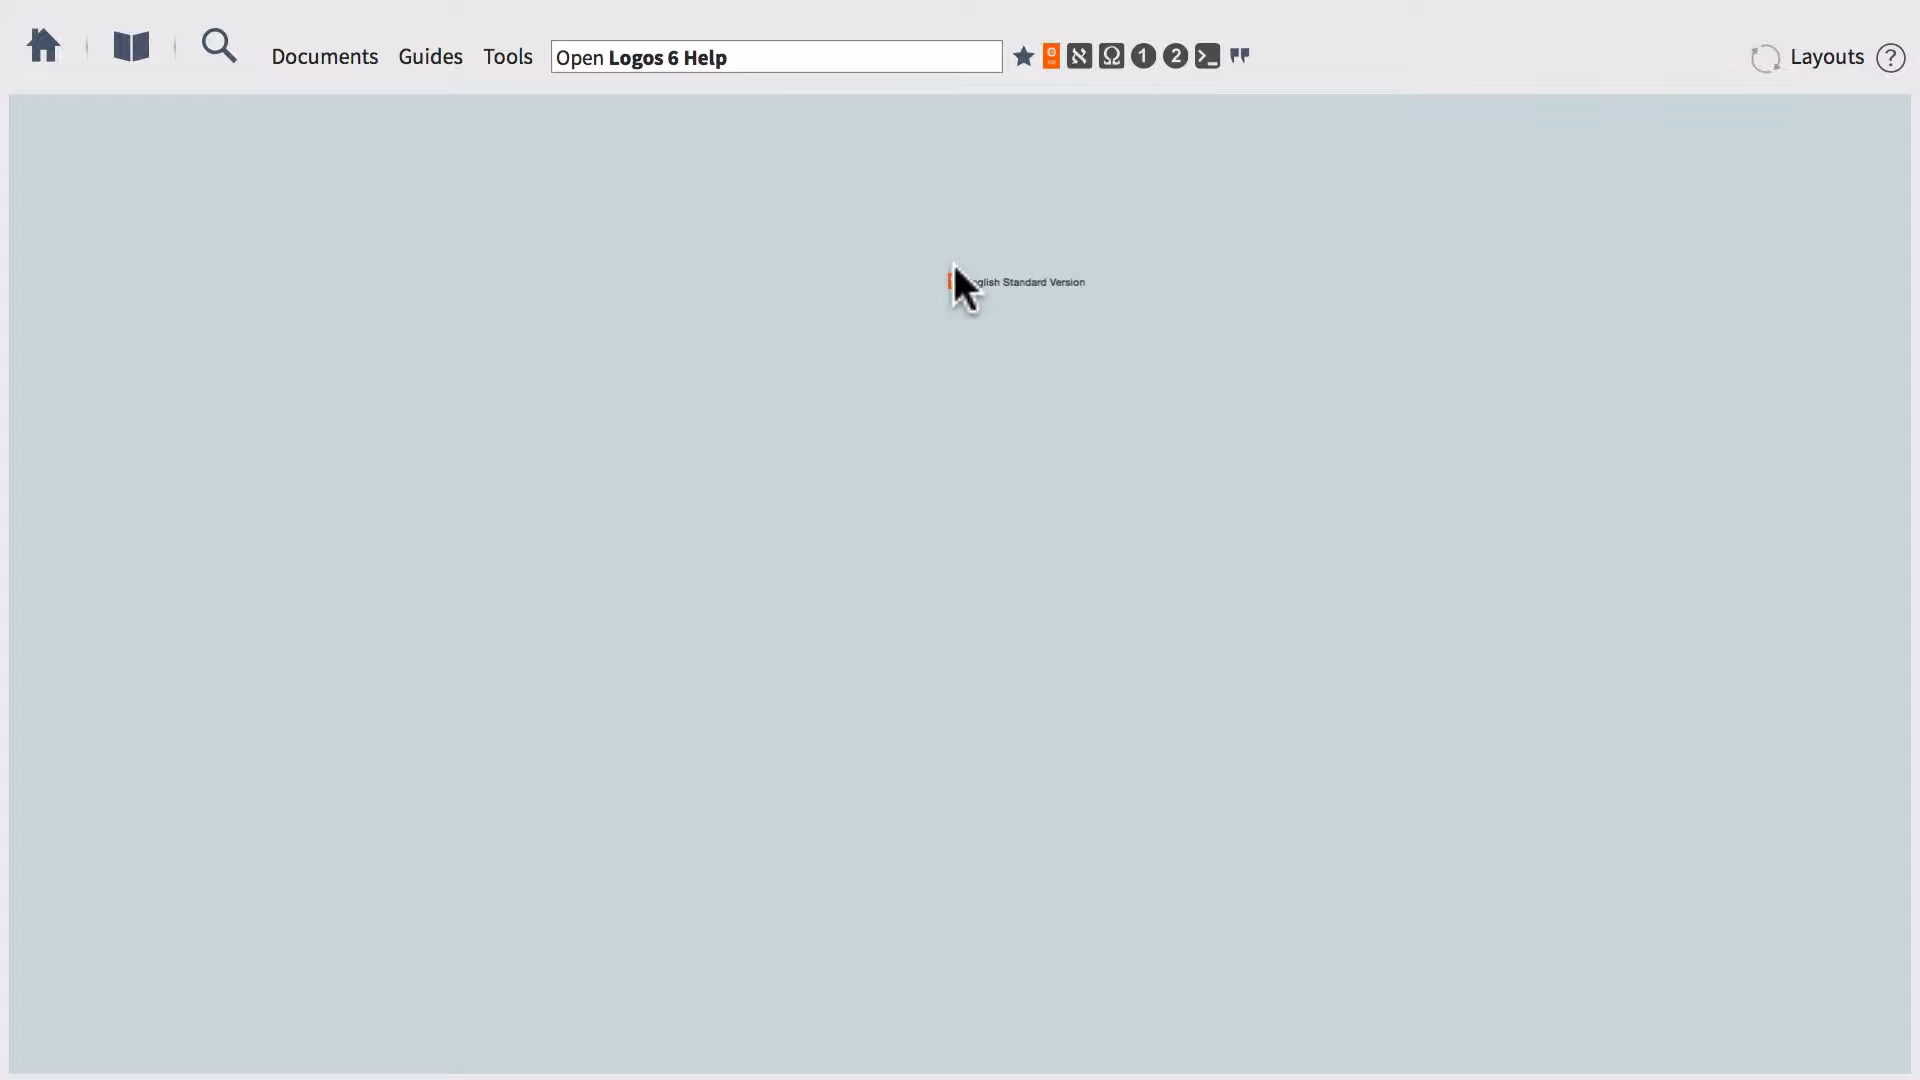 Documents Guides Tools Open Logos 6 Help א Ω 1 2 >_ Layouts ?
glish Standard Version